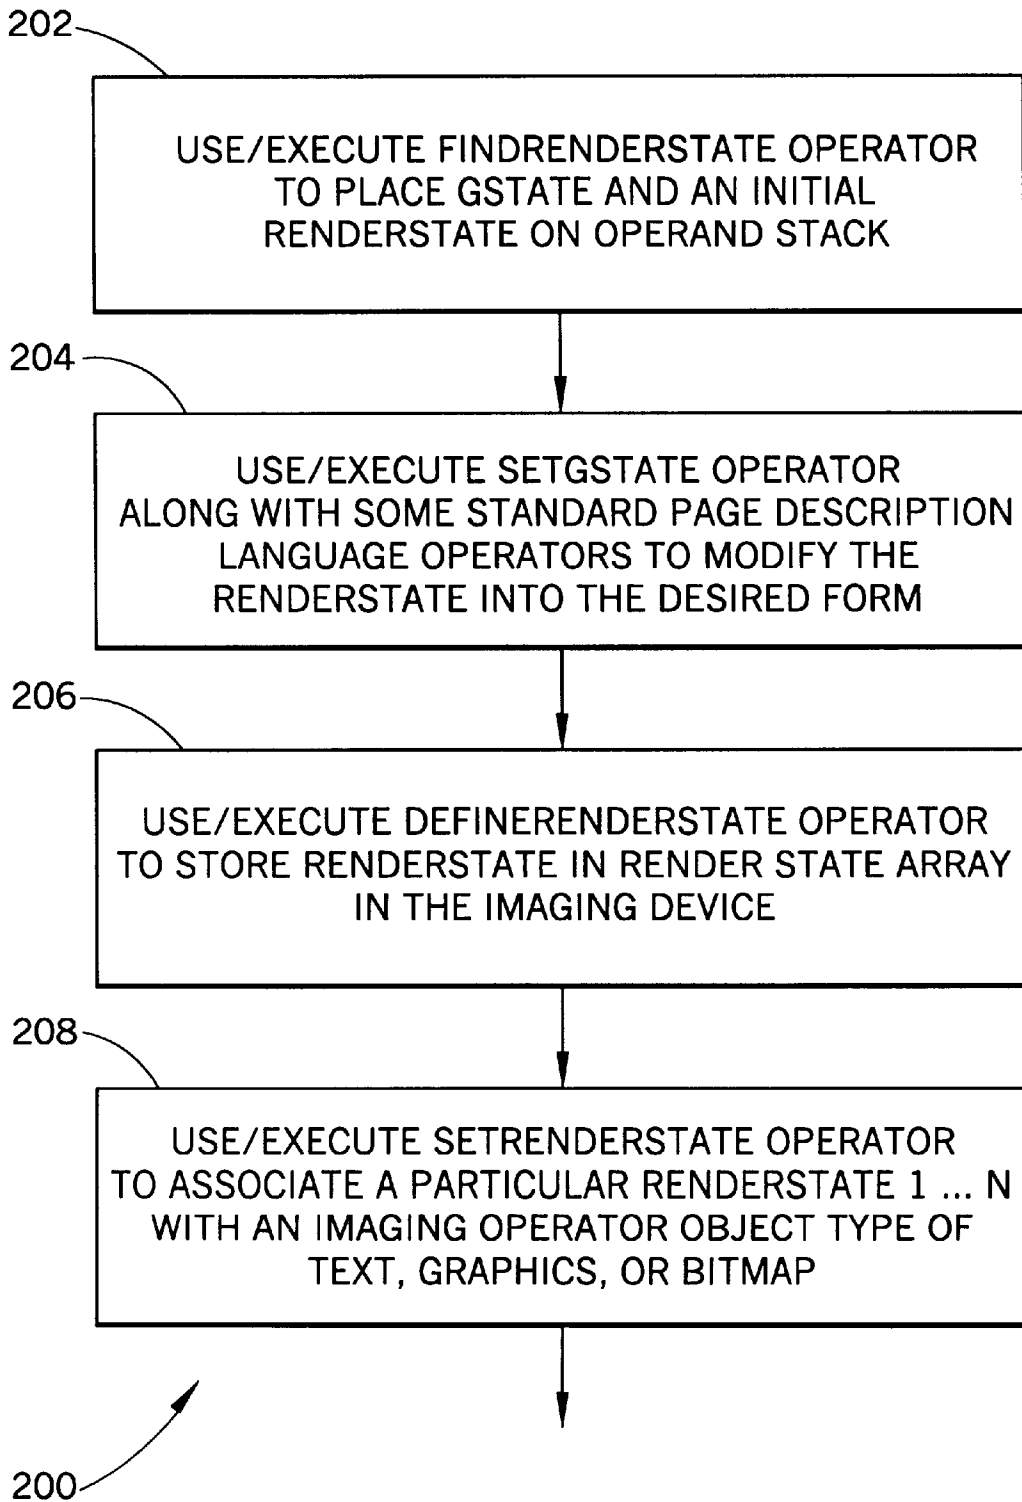 202
USE/EXECUTE FINDRENDERSTATE OPERATOR
TO PLACE GSTATE AND AN INITIAL
RENDERSTATE ON OPERAND STACK
204
USE/EXECUTE SETGSTATE OPERATOR
ALONG WITH SOME STANDARD PAGE DESCRIPTION
LANGUAGE OPERATORS TO MODIFY THE
RENDERSTATE INTO THE DESIRED FORM
206
USE/EXECUTE DEFINERENDERSTATE OPERATOR
TO STORE RENDERSTATE IN RENDER STATE ARRAY
IN THE IMAGING DEVICE
208
USE/EXECUTE SETRENDERSTATE OPERATOR
TO ASSOCIATE A PARTICULAR RENDERSTATE 1 ... N
WITH AN IMAGING OPERATOR OBJECT TYPE OF
TEXT, GRAPHICS, OR BITMAP
200